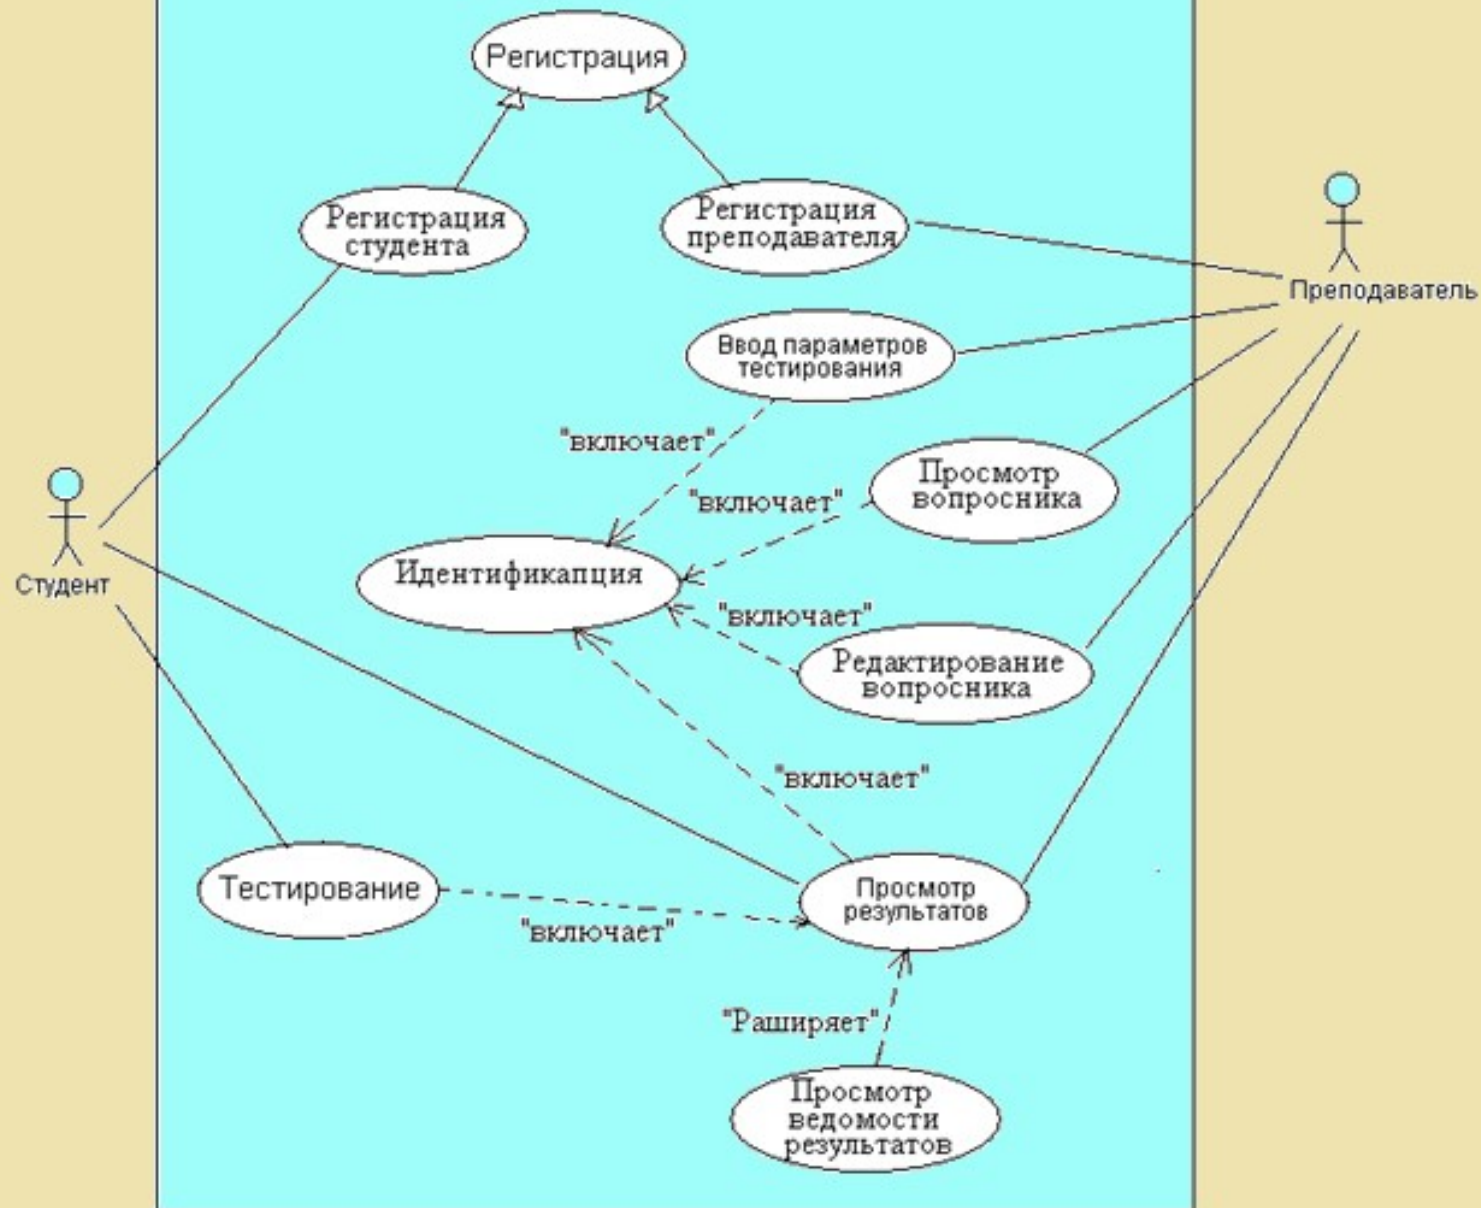 Регистрация
Регистрация
студента
Регистрация
преподавателя
Преподаватель
Ввод параметров
тестирования
"включает"
Просмотр
вопросника
"включает"
Студент
Идентификапция
"включает"
Редактирование
вопросника
"включает"
Тестирование
Просмотр
результатов
"включает"
"Раширяет"
Просмотр
ведомости
результатов